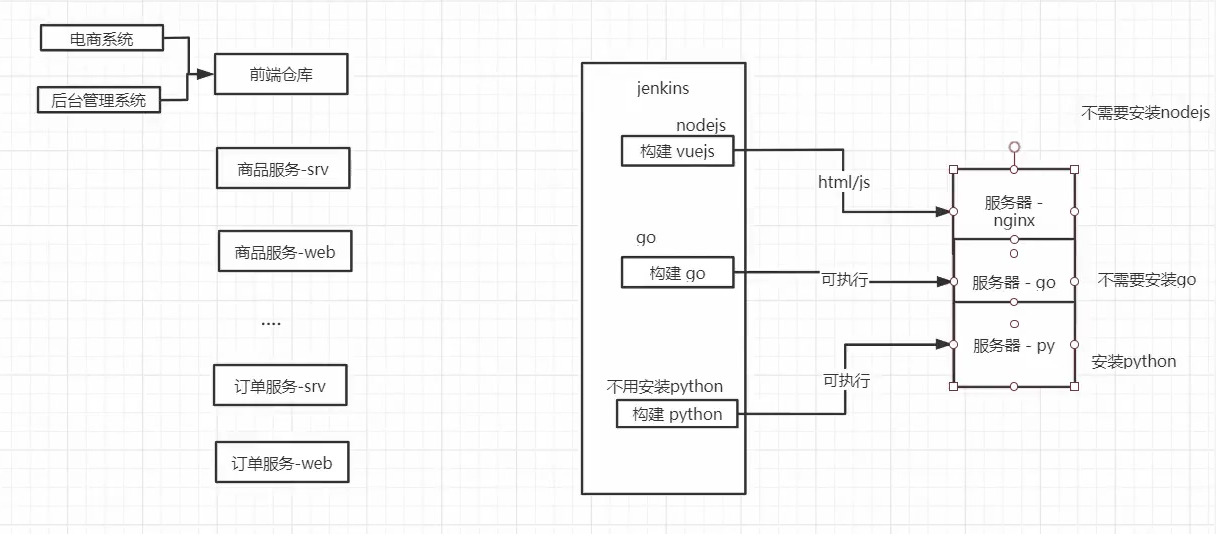 电商系统
后台管理系统
前端仓库
商品服务-srv
商品服务-web
....
订单服务-srv
订单服务-web
jenkins
nodejs
构建 vuejs
go
构建 go
不用安装python
构建 python
html/js
可执行
可执行
不需要安装nodejs
服务器 -
nginx
服务器 - go
不需要安装go
服务器 - py
安装python